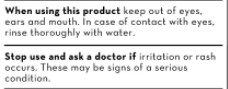 When using this product keep out of eyes,
ears and mouth. In case of contact with eyes,
rinse thoroughly with water.
Stop use and ask a doctor if irritation or rash
occurs. These may be signs of a serious
condition.